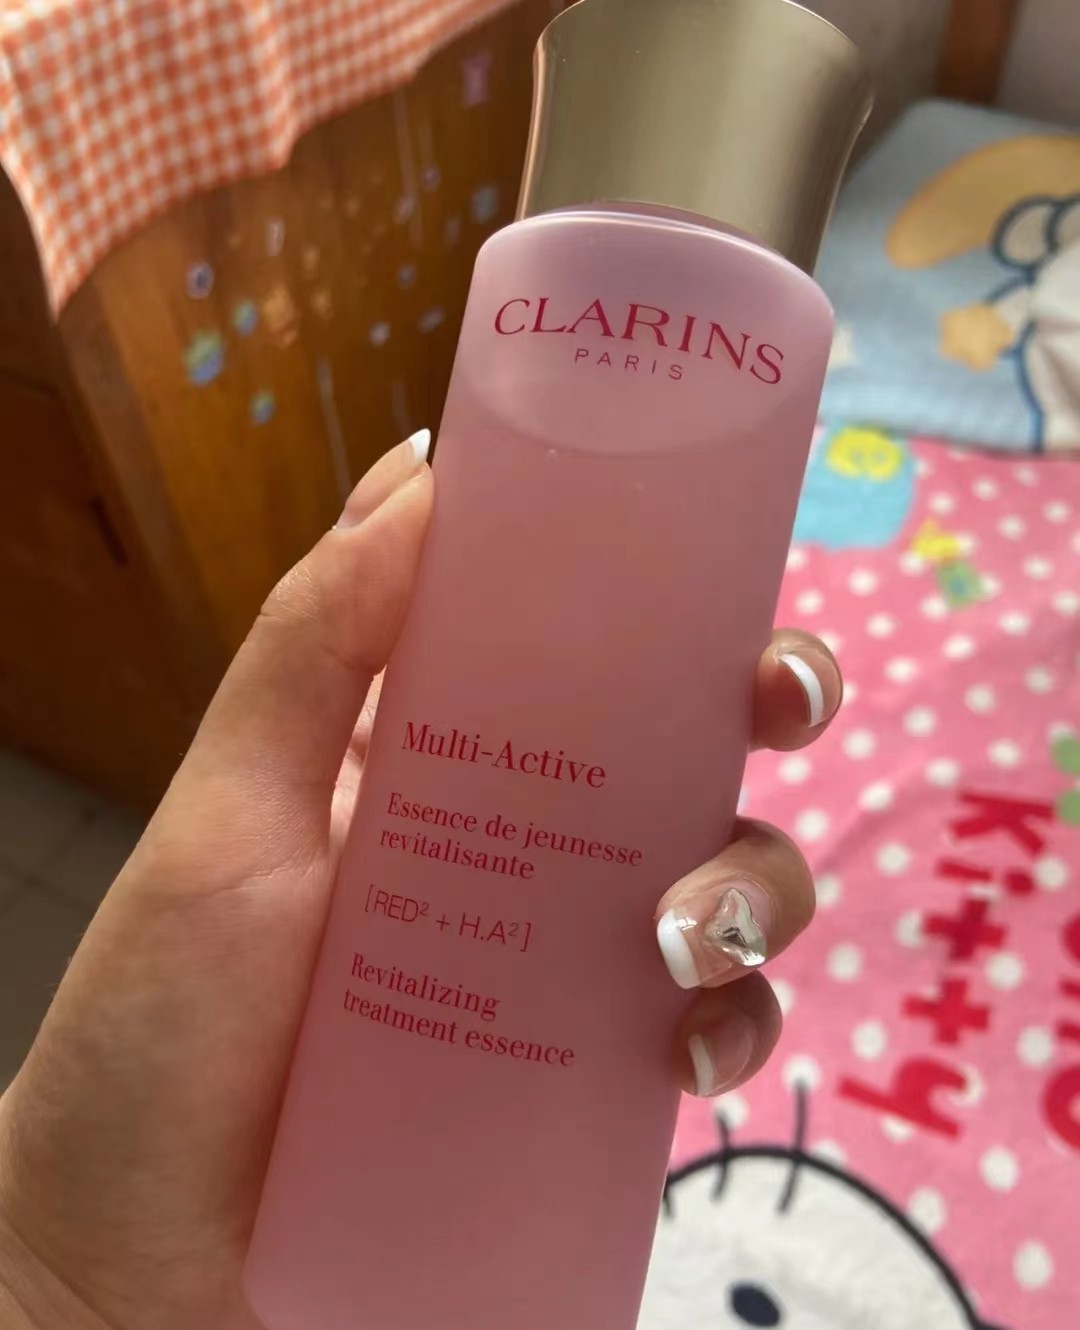 CLARINS
PARIS
Multi-Active
Essence de jeunesse
revitalisante
[RED² + H.A²]
Revitalizing
treatment essence
Kitty